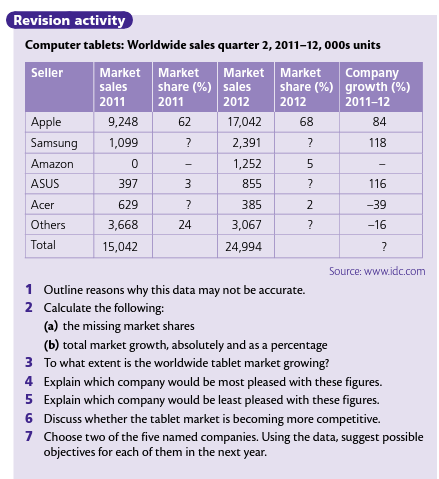 Revision activity
Computer tablets: Worldwide sales quarter 2, 2011–12, 000s units
Seller Market sales 2011 Market share (%) 2011 Market sales 2012 Market share (%) 2012 Company growth (%) 2011–12
Apple 9,248 62 17,042 68 84
Samsung 1,099 ? 2,391 ? 118
Amazon 0 – 1,252 5 –
ASUS 397 3 855 ? 116
Acer 629 ? 385 2 –39
Others 3,668 24 3,067 ? –16
Total 15,042 24,994 ?
Source: www.idc.com
1 Outline reasons why this data may not be accurate.
2 Calculate the following:
(a) the missing market shares
(b) total market growth, absolutely and as a percentage
3 To what extent is the worldwide tablet market growing?
4 Explain which company would be most pleased with these figures.
5 Explain which company would be least pleased with these figures.
6 Discuss whether the tablet market is becoming more competitive.
7 Choose two of the five named companies. Using the data, suggest possible
objectives for each of them in the next year.